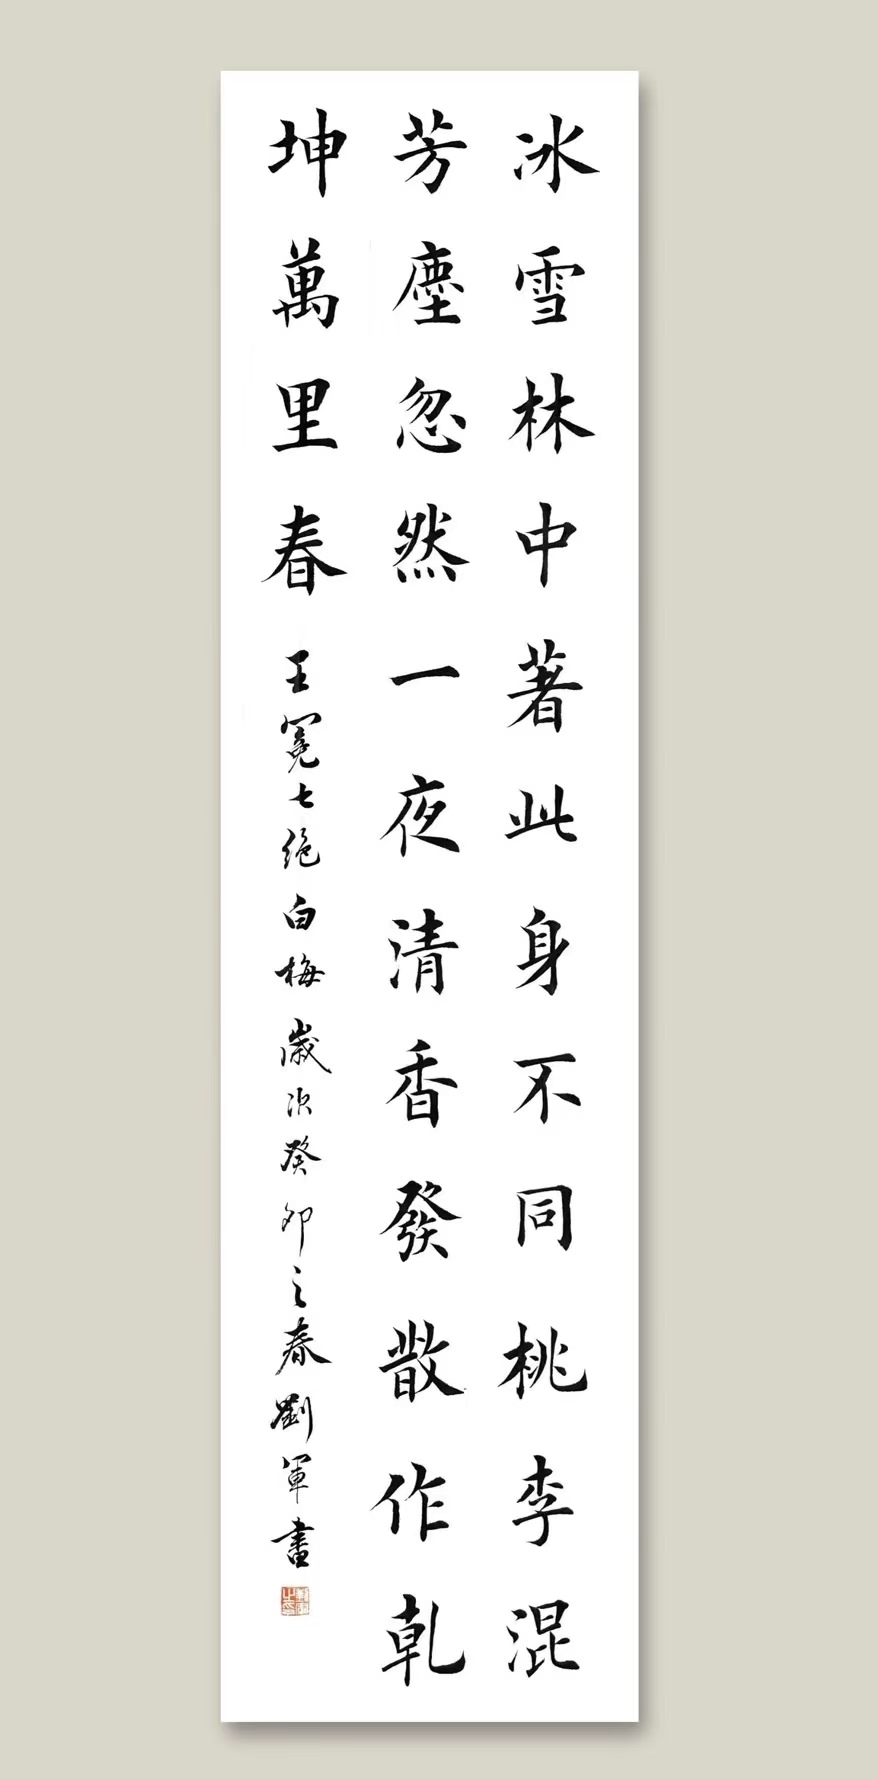 冰雪林中著此身不同桃李混
芳塵忽然一夜清香發散作乾
坤萬里春
王冕七絕白梅歲次癸卯之春劉軍書